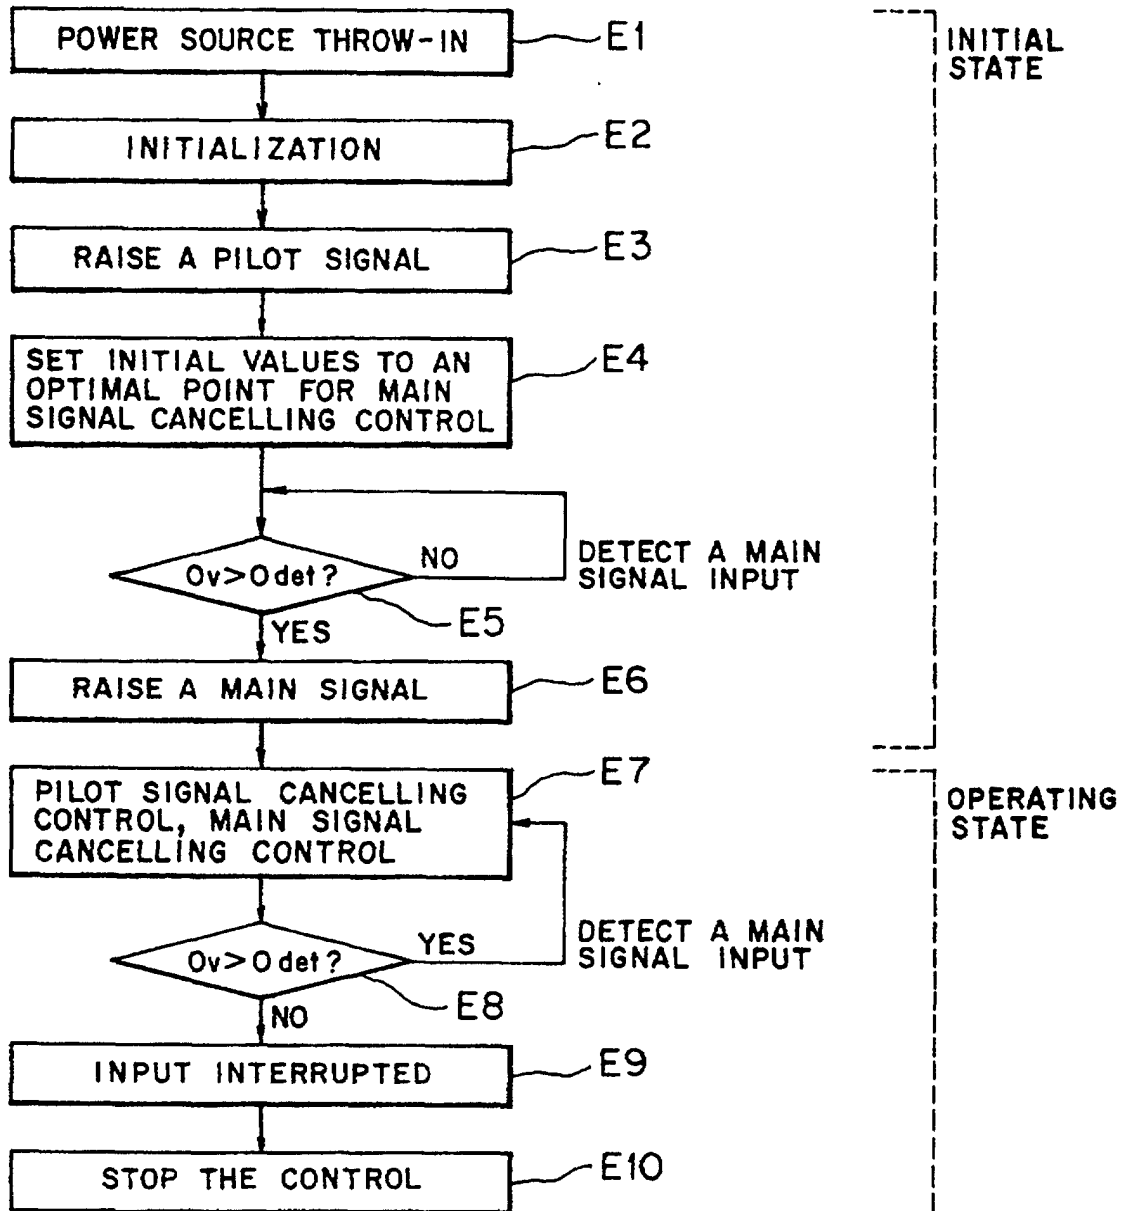 POWER SOURCE THROW-IN
E1
INITIAL
STATE
INITIALIZATION
E2
RAISE A PILOT SIGNAL
E3
SET INITIAL VALUES TO AN
OPTIMAL POINT FOR MAIN
SIGNAL CANCELLING CONTROL
E4
Ov>Odet?
NO
DETECT A MAIN
SIGNAL INPUT
E5
YES
RAISE A MAIN SIGNAL
E6
PILOT SIGNAL CANCELLING
CONTROL, MAIN SIGNAL
CANCELLING CONTROL
E7
OPERATING
STATE
Ov>Odet?
YES
DETECT A MAIN
SIGNAL INPUT
E8
NO
INPUT INTERRUPTED
E9
STOP THE CONTROL
E10